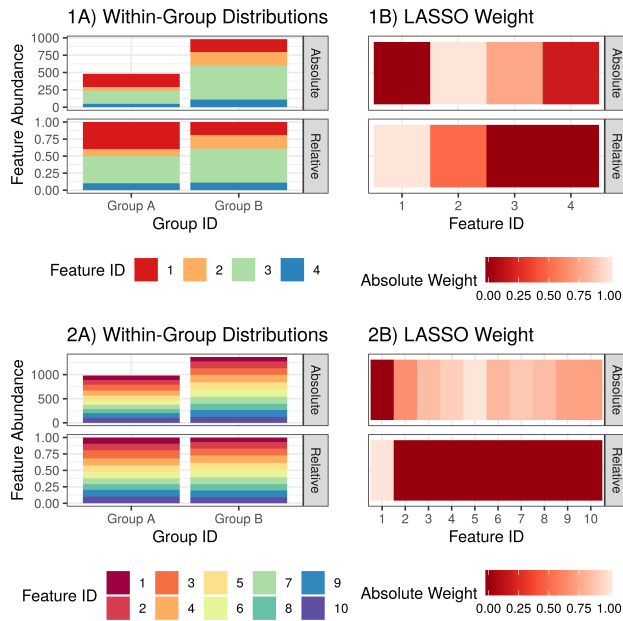 1A) Within-Group Distributions
1B) LASSO Weight
Feature Abundance
1000
750
500
250
0
Absolute
1.00
0.75
0.50
0.25
0.00
Relative
Group A Group B
Group ID
Absolute
Relative
1 2 3 4
Feature ID
Feature ID 1 2 3 4
Absolute Weight
0.00 0.25 0.50 0.75 1.00
2A) Within-Group Distributions
2B) LASSO Weight
Feature Abundance
1000
500
0
Absolute
1.00
0.75
0.50
0.25
0.00
Relative
Group A Group B
Group ID
Absolute
Relative
1 2 3 4 5 6 7 8 9 10
Feature ID
Feature ID
1 3 5 7 9
2 4 6 8 10
Absolute Weight
0.00 0.25 0.50 0.75 1.00